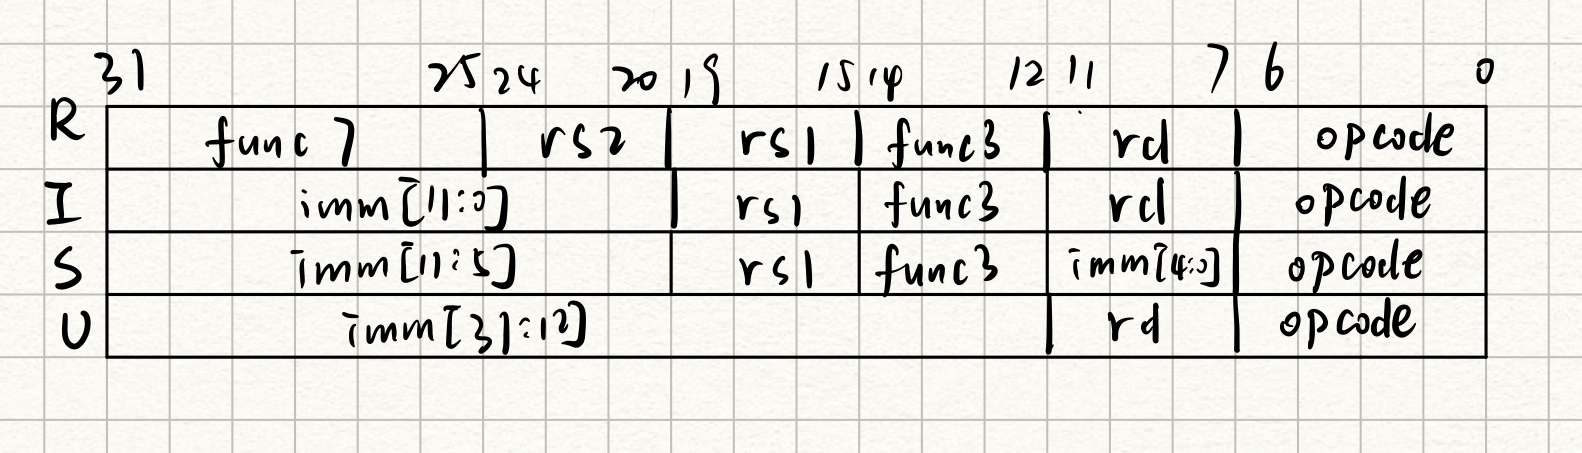 31 25 24 20 19 15 14 12 11 7 6 0
R func7 rs2 rs1 func3 rd opcode
I imm[11:0] rs1 func3 rd opcode
S imm[11:5] rs1 func3 imm[4:0] opcode
U imm[31:12] rd opcode